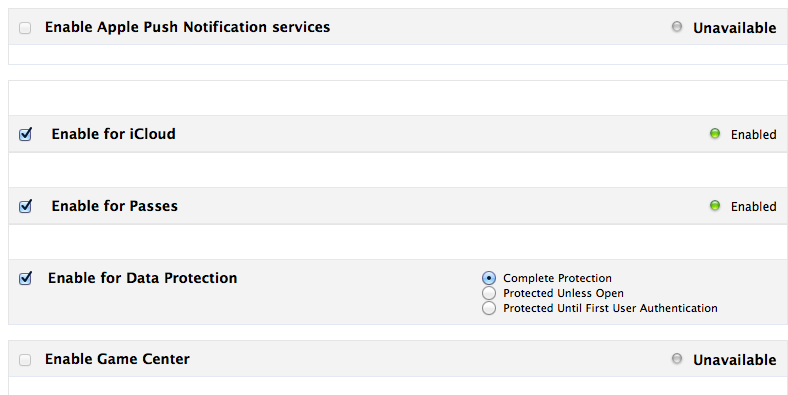 Enable Apple Push Notification services Unavailable
Enable for iCloud Enabled
Enable for Passes Enabled
Enable for Data Protection Complete Protection
Protected Unless Open
Protected Until First User Authentication
Enable Game Center Unavailable